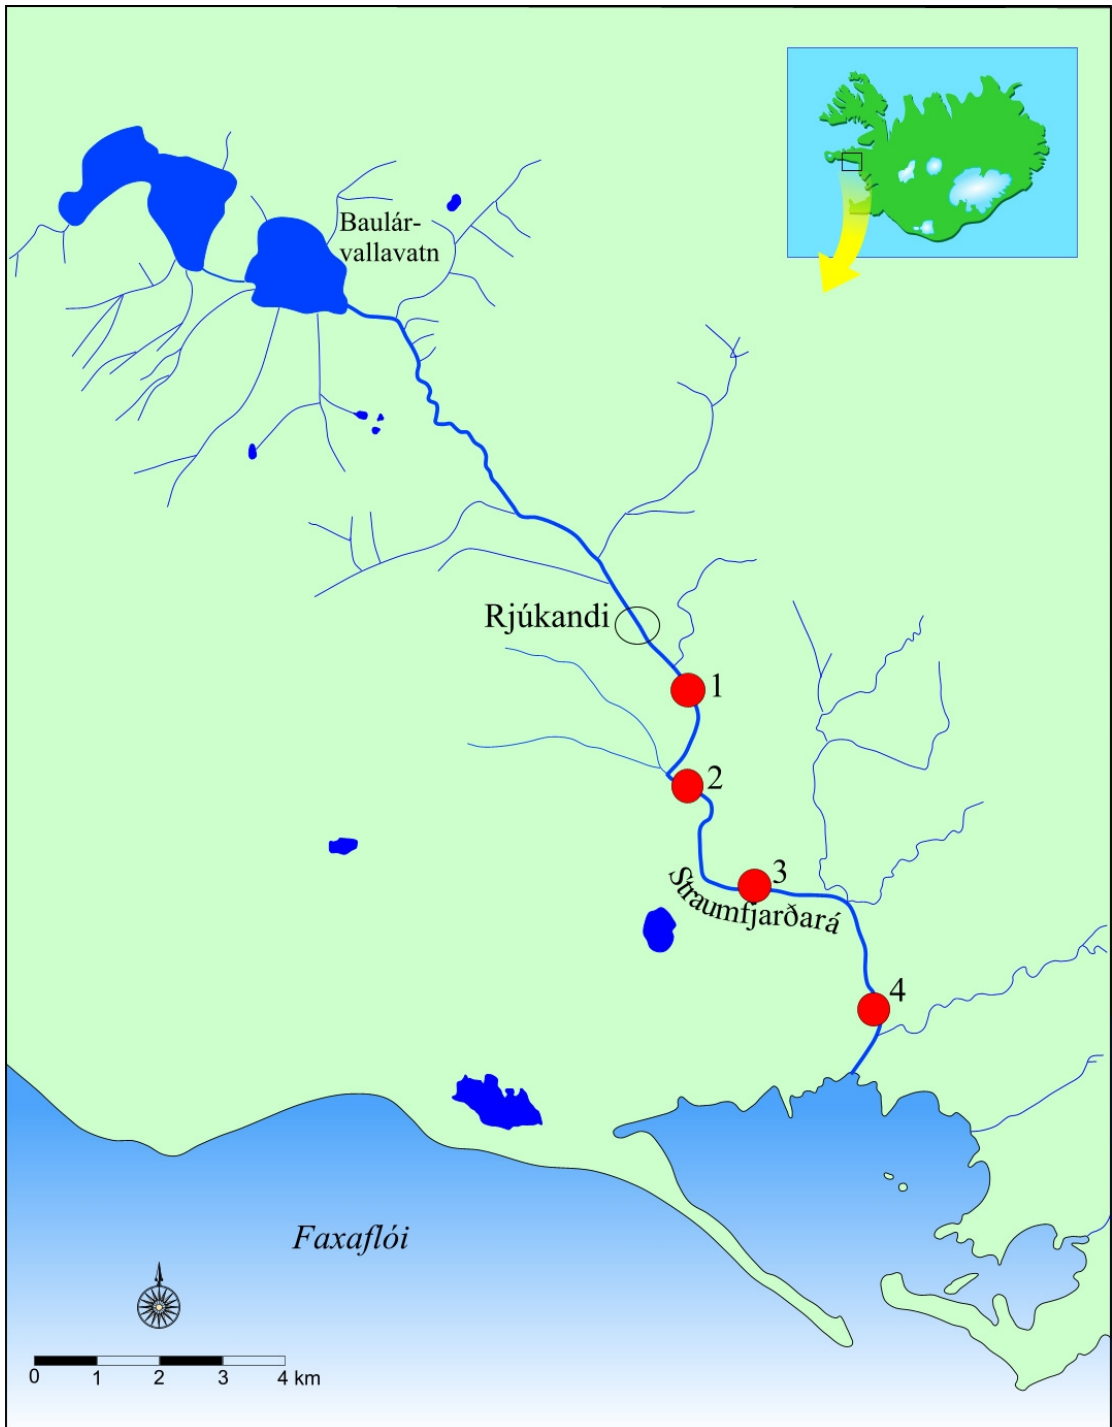 Baulár-
vallavatn
Rjúkandi
1
2
3
Straumfjarðará
4
Faxaflói
0 1 2 3 4 km